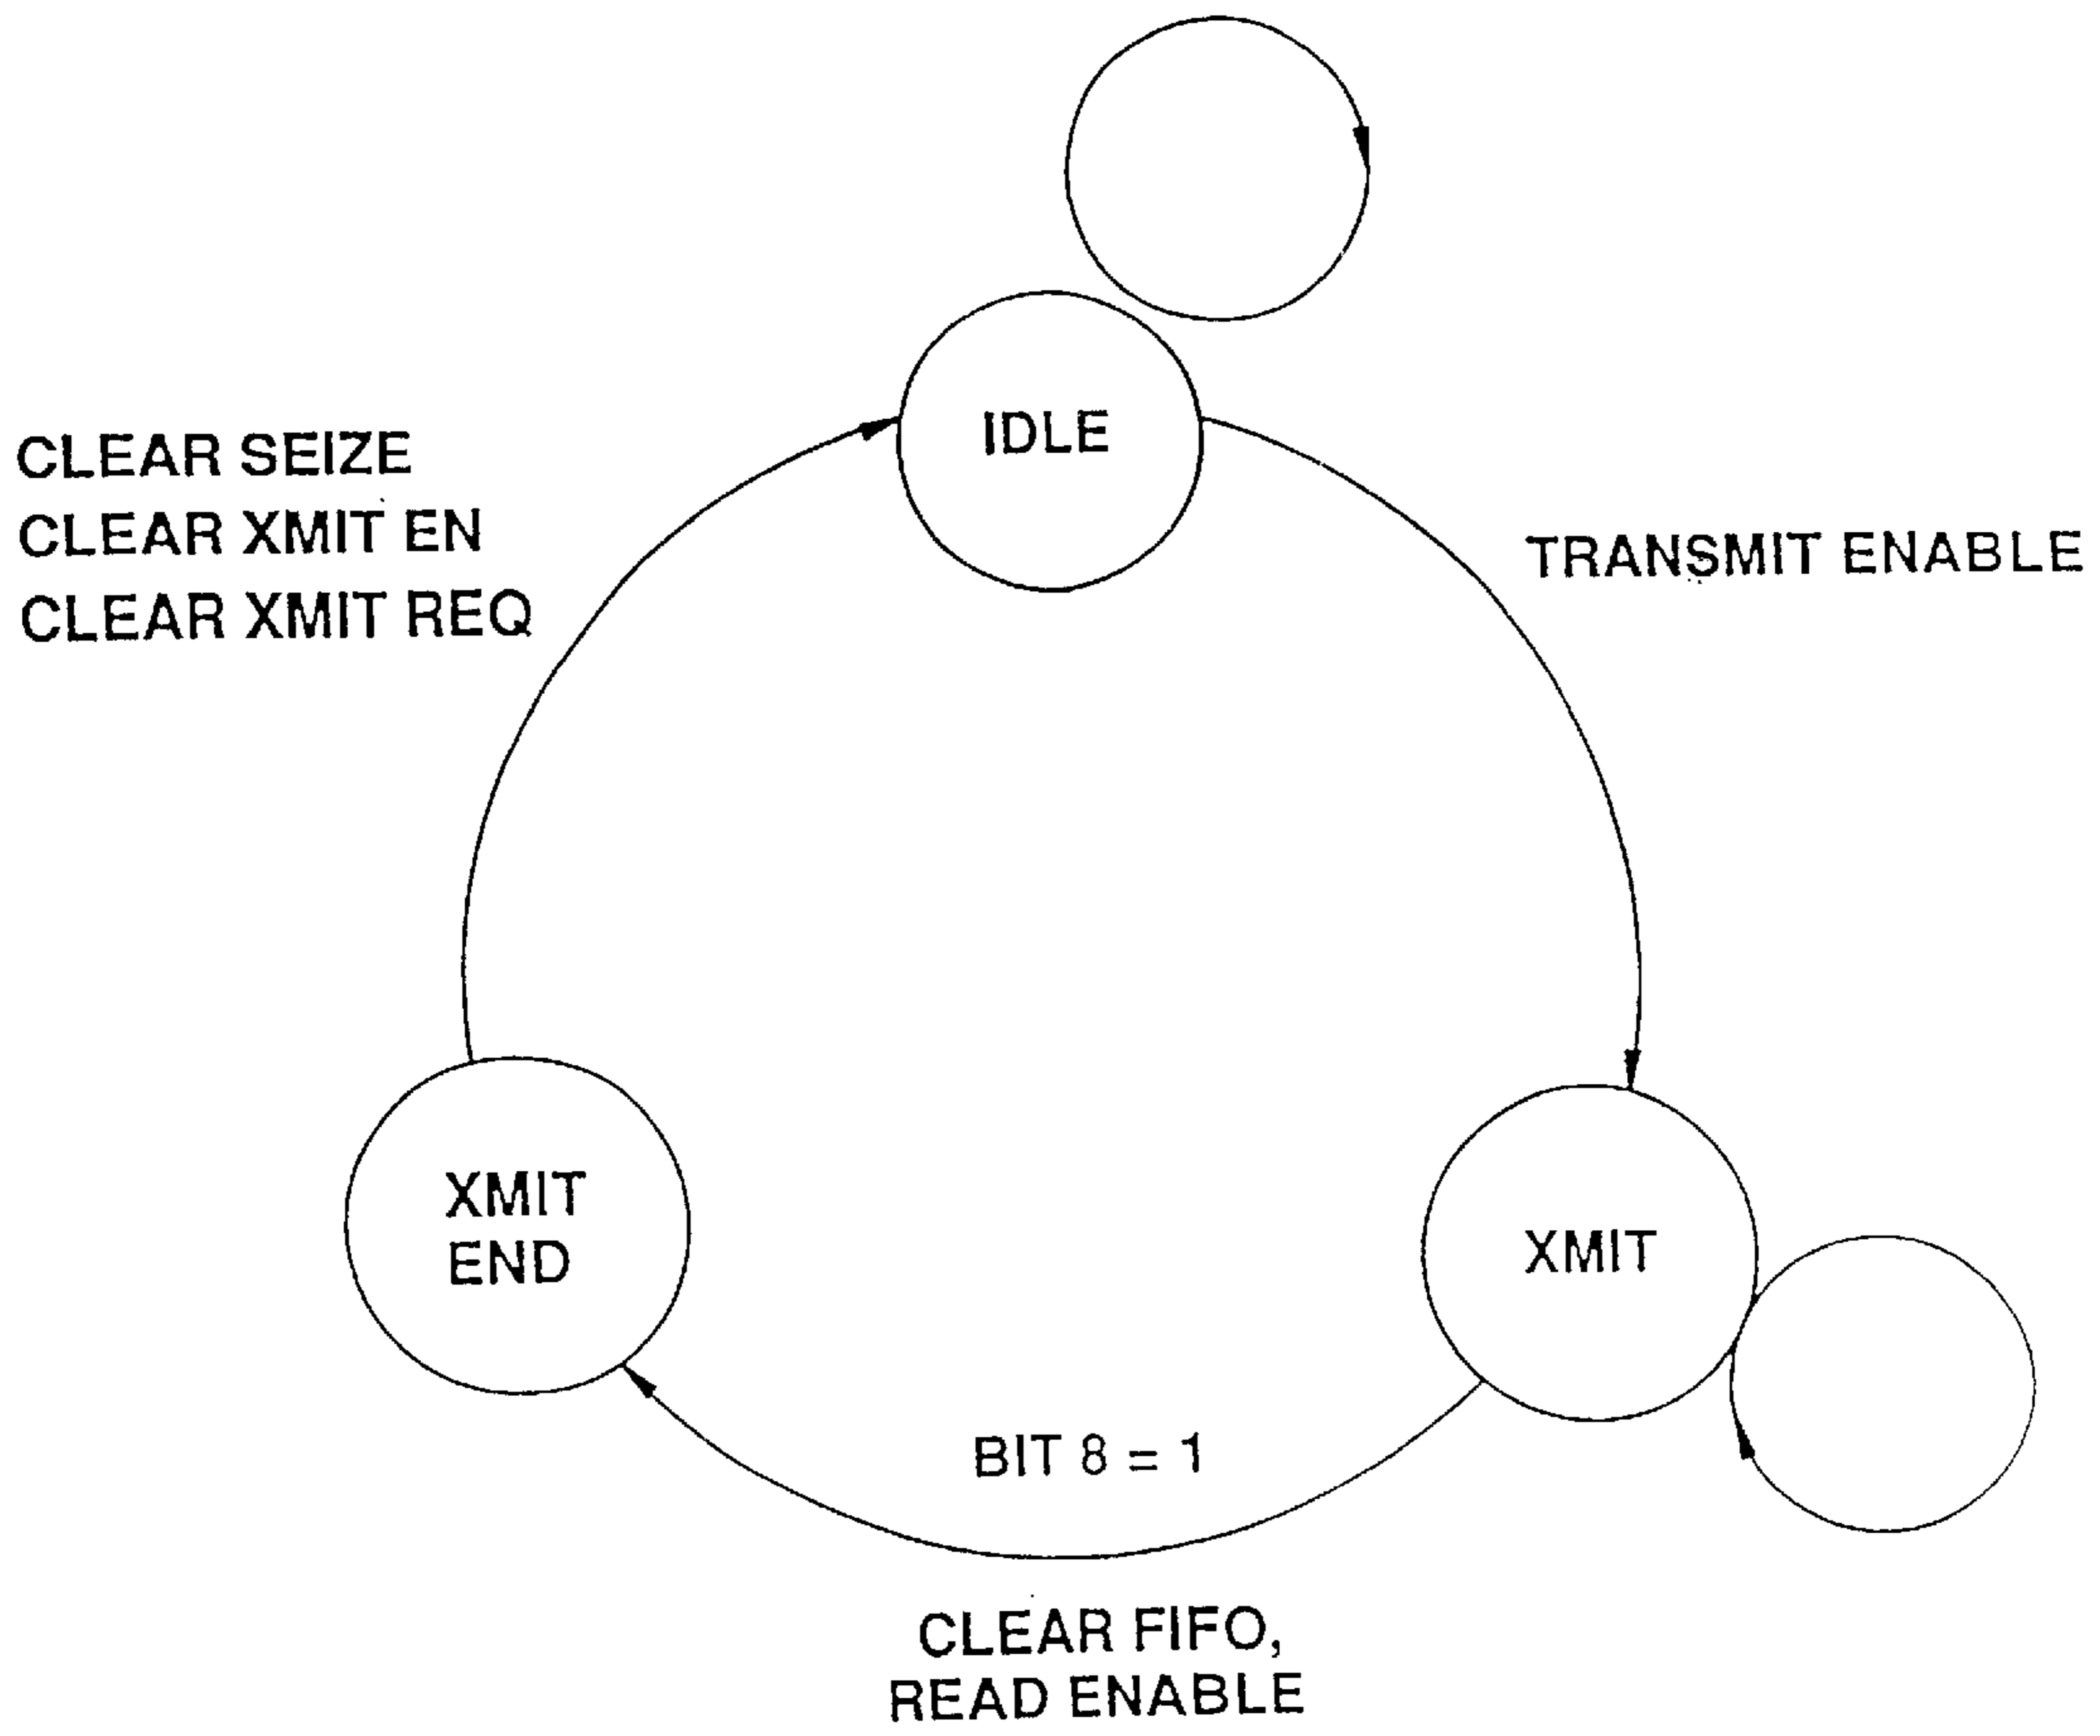 IDLE
CLEAR SEIZE
CLEAR XMIT EN
CLEAR XMIT REQ
TRANSMIT ENABLE
XMIT
END
XMIT
BIT 8 = 1
CLEAR FIFO,
READ ENABLE